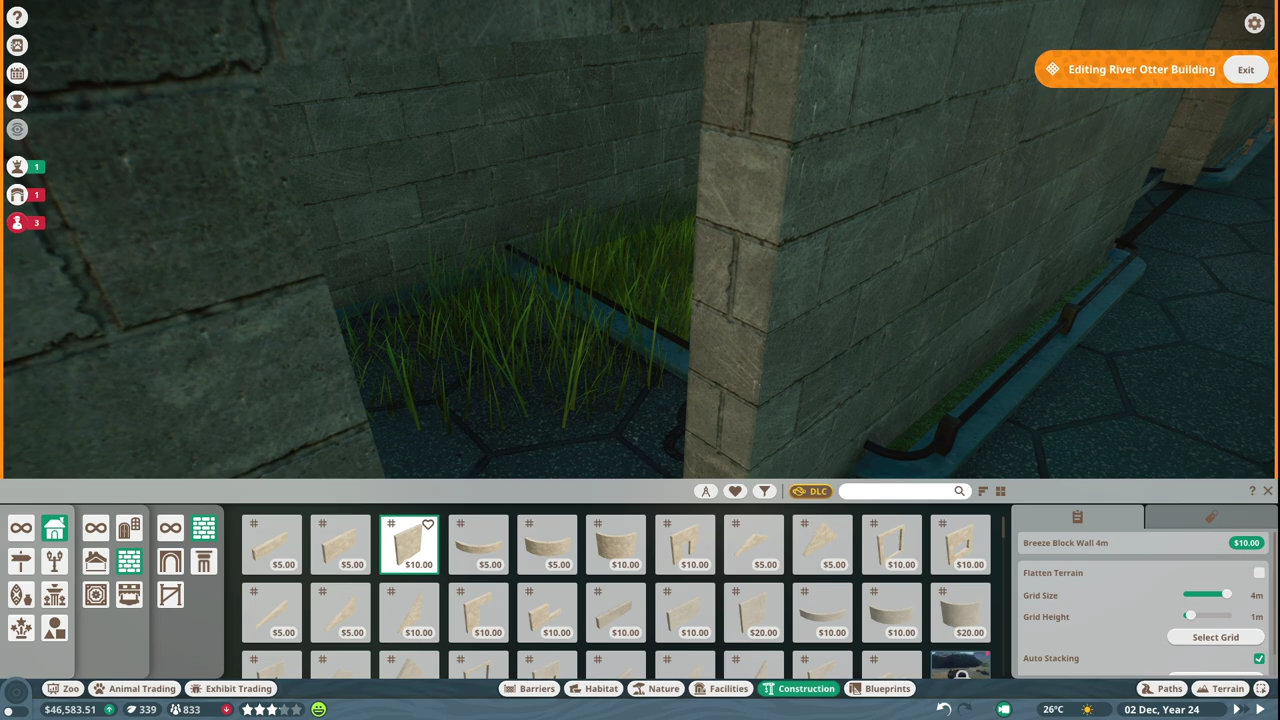 ?
Editing River Otter Building
Exit
1
1
3
DLC
?
$5.00
$5.00
$10.00
$5.00
$5.00
$10.00
$10.00
$5.00
$5.00
$10.00
$10.00
$5.00
$5.00
$10.00
$10.00
$10.00
$10.00
$10.00
$20.00
$10.00
$10.00
$20.00
Breeze Block Wall 4m
$10.00
Flatten Terrain
Grid Size
4m
Grid Height
1m
Select Grid
Auto Stacking
Zoo
Animal Trading
Exhibit Trading
Barriers
Habitat
Nature
Facilities
Construction
Blueprints
Paths
Terrain
$46,583.51
339
833
26°C
02 Dec, Year 24